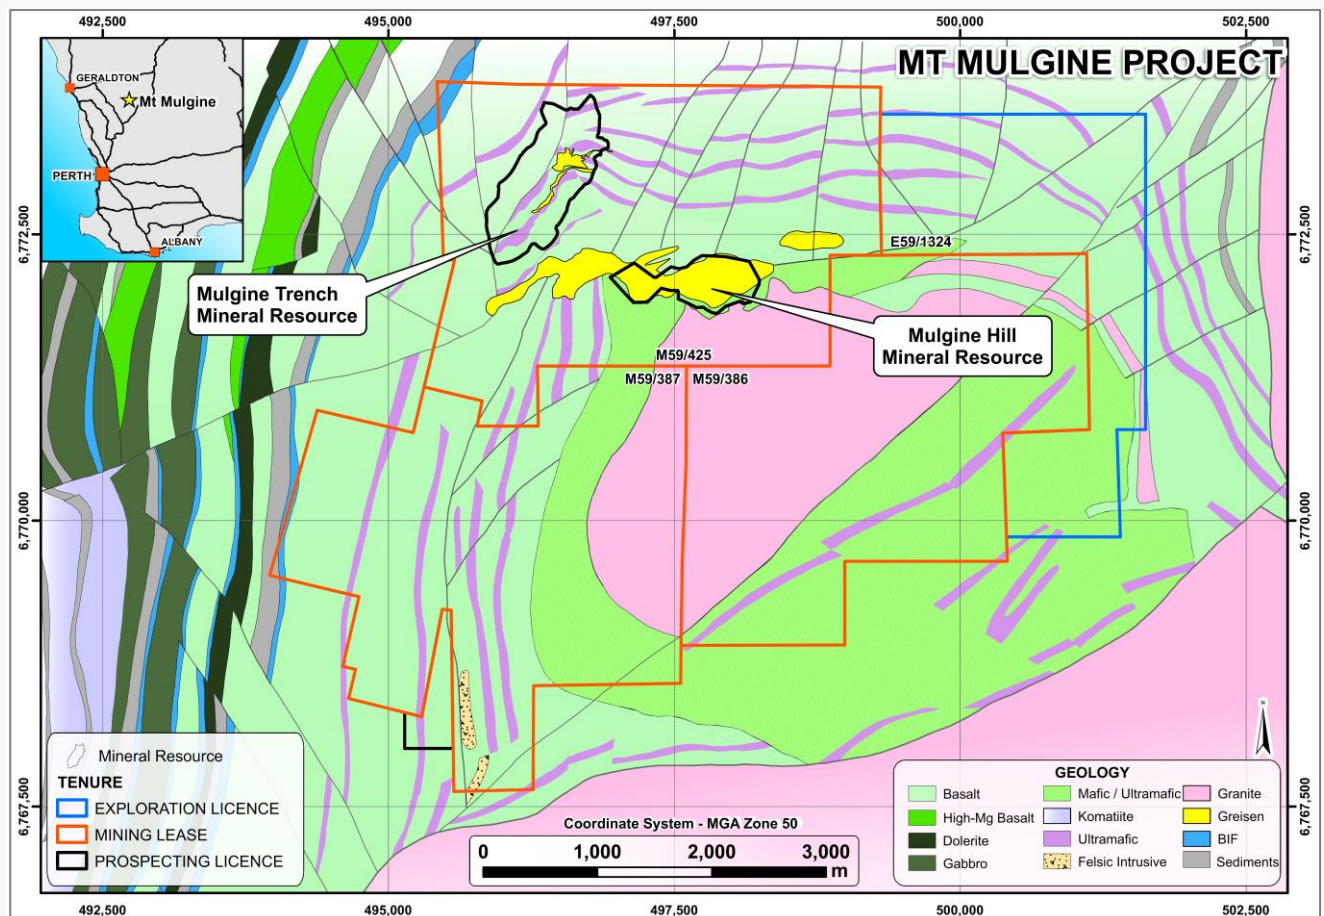 492,500
495,000
497,500
500,000
502,500
MT MULGINE PROJECT
GERALDTON
Mt Mulgine
PERTH
ALBANY
6,772,500
6,772,500
E59/1324
Mulgine Trench
Mineral Resource
Mulgine Hill
Mineral Resource
M59/425
M59/387
M59/386
6,770,000
6,770,000
N
Mineral Resource
TENURE
EXPLORATION LICENCE
MINING LEASE
PROSPECTING LICENCE
Coordinate System - MGA Zone 50
0
1,000
2,000
3,000
m
GEOLOGY
Basalt
Mafic / Ultramafic
Granite
High-Mg Basalt
Komatiite
Greisen
Dolerite
Ultramafic
BIF
Gabbro
Felsic Intrusive
Sediments
6,767,500
6,767,500
492,500
495,000
497,500
500,000
502,500